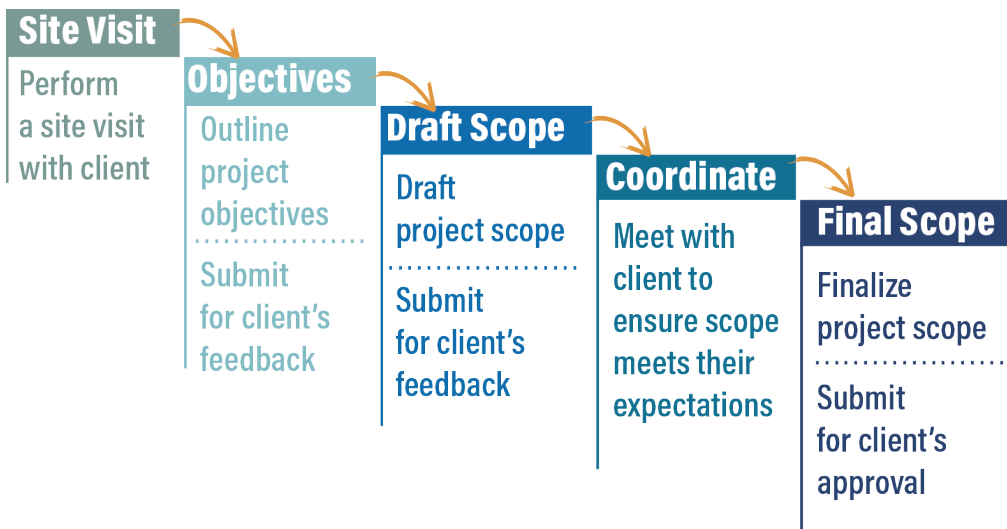 Site Visit
Perform
a site visit
with client
Objectives
Outline
project
objectives
Submit
for client’s
feedback
Draft Scope
Draft
project scope
Submit
for client’s
feedback
Coordinate
Meet with
client to
ensure scope
meets their
expectations
Final Scope
Finalize
project scope
Submit
for client’s
approval